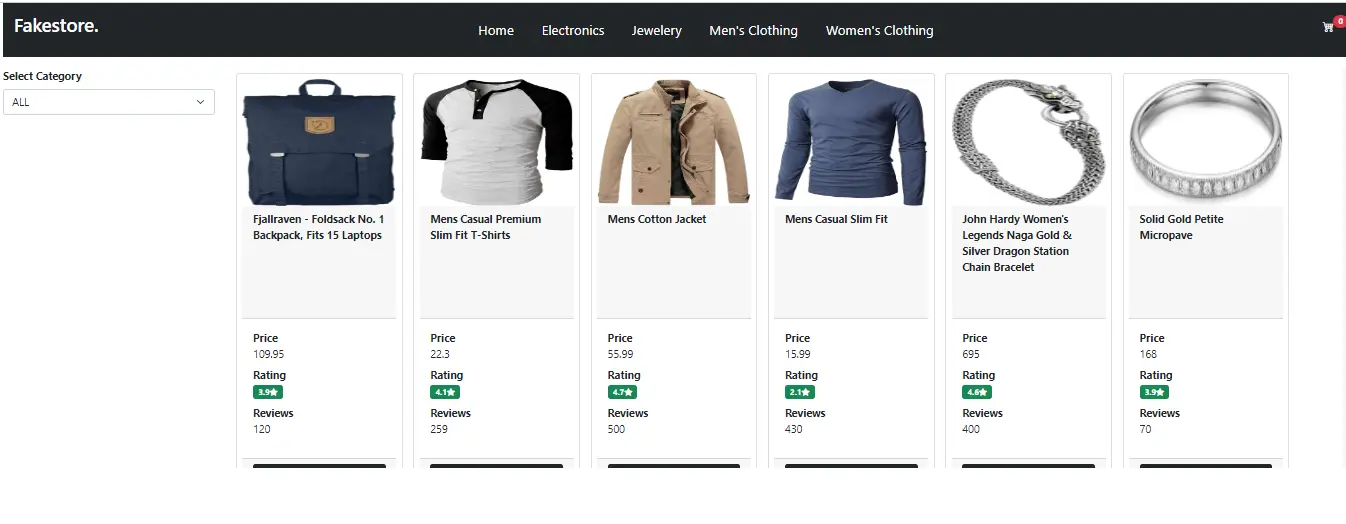 Fakestore.
Home Electronics Jewelery Men's Clothing Women's Clothing
0
Select Category
ALL
Fjallraven - Foldsack No. 1
Backpack, Fits 15 Laptops
Price
109.95
Rating
3.9
Reviews
120
Mens Casual Premium
Slim Fit T-Shirts
Price
22.3
Rating
4.1
Reviews
259
Mens Cotton Jacket
Price
55.99
Rating
4.7
Reviews
500
Mens Casual Slim Fit
Price
15.99
Rating
2.1
Reviews
430
John Hardy Women's
Legends Naga Gold &
Silver Dragon Station
Chain Bracelet
Price
695
Rating
4.6
Reviews
400
Solid Gold Petite
Micropave
Price
168
Rating
3.9
Reviews
70